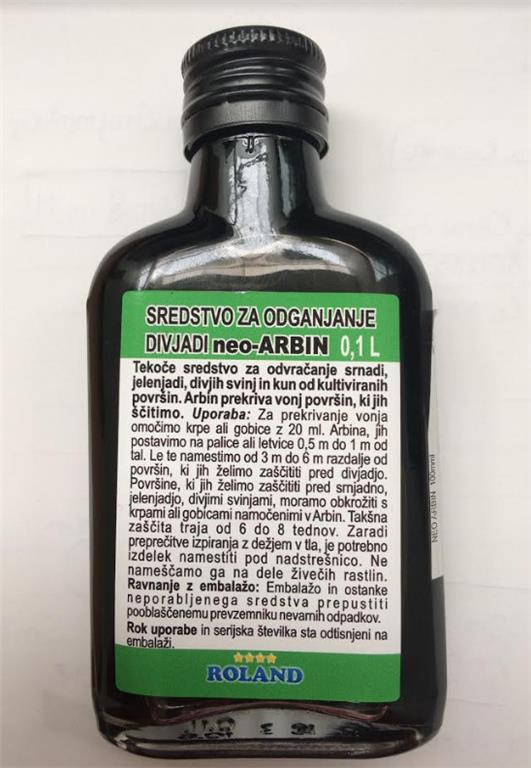 SREDSTVO ZA ODGANJANJE
DIVJADI neo-ARBIN 0,1 L
Tekoče sredstvo za odvračanje srnadi,
jelenjadi, divjih svinj in kun od kultiviranih
površin. Arbin prekriva vonj površin, ki jih
ščitimo. Uporaba: Za prekrivanje vonja
omočimo krpe ali gobice z 20 ml. Arbina, jih
postavimo na palice ali letvice 0,5 m do 1 m od
tal. Le te namestimo od 3 m do 6 m razdalje od
površin, ki jih želimo zaščititi pred divjadjo.
Površine, ki jih želimo zaščititi pred srnjadno,
jelenjadjo, divjimi svinjami, moramo obkrožiti s
krpami ali gobicami namočenimi v Arbin. Takšna
zaščita traja od 6 do 8 tednov. Zaradi
preprečitve izpiranja z dežjem v tla, je potrebno
izdelek namestiti pod nadstrešnico. Ne
nameščamo ga na dele živečih rastlin.
Ravnanje z embalažo: Embalažo in ostanke
neporabljenega sredstva prepustiti
pooblaščenemu prevzemniku nevarnih odpadkov.
Rok uporabe in serijska številka sta odtisnjeni na
embalaži.
ROLAND
NEO ARBIN 100mml